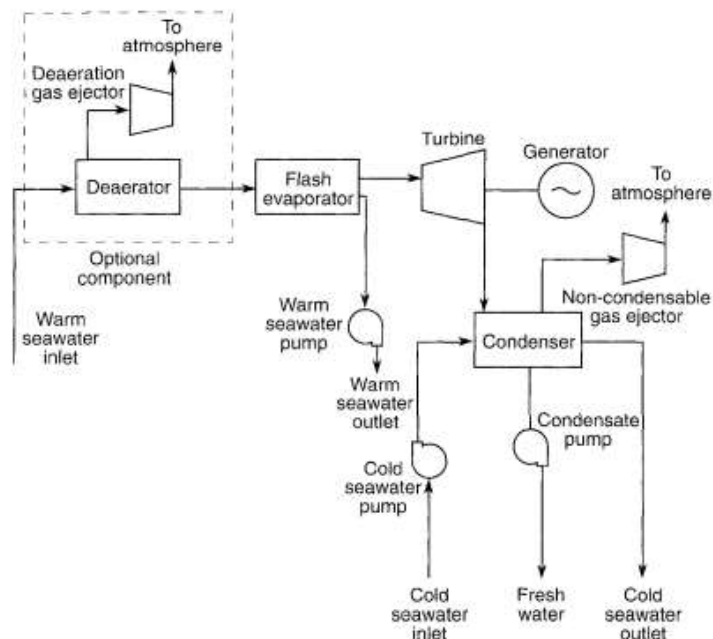 To
atmosphere
Deaeration
gas ejector
Deaerator
Optional
component
Warm
seawater
inlet
Flash
evaporator
Warm
seawater
pump
Warm
seawater
outlet
Turbine
Generator
To
atmosphere
Non-condensable
gas ejector
Condenser
Condensate
pump
Cold
seawater
pump
Cold
seawater
inlet
Fresh
water
Cold
seawater
outlet